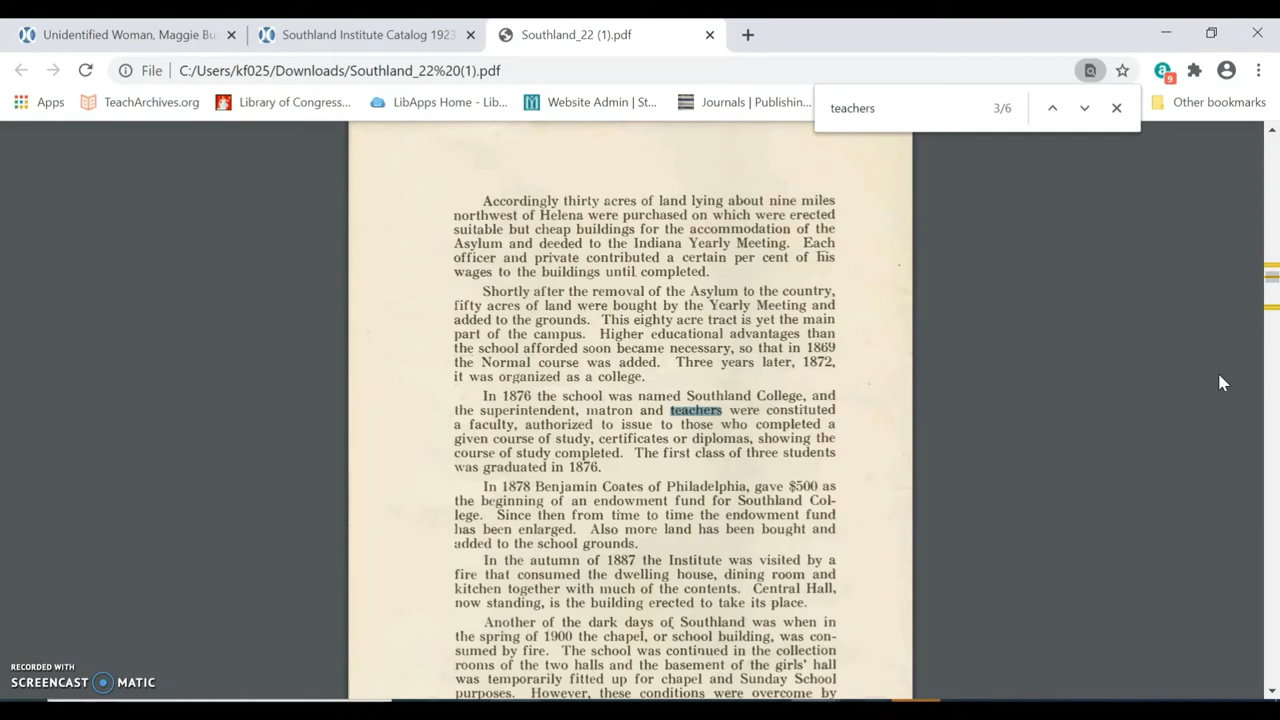 Unidentified Woman, Maggie Bu
Southland Institute Catalog 1923
Southland_22 (1).pdf
File C:/Users/kf025/Downloads/Southland_22%20(1).pdf
9
Apps TeachArchives.org Library of Congress... LibApps Home - Lib... Website Admin | St... Journals | Publishin... Other bookmarks
teachers 3/6
Accordingly thirty acres of land lying about nine miles
northwest of Helena were purchased on which were erected
suitable but cheap buildings for the accommodation of the
Asylum and deeded to the Indiana Yearly Meeting. Each
officer and private contributed a certain per cent of his
wages to the buildings until completed.
Shortly after the removal of the Asylum to the country,
fifty acres of land were bought by the Yearly Meeting and
added to the grounds. This eighty acre tract is yet the main
part of the campus. Higher educational advantages than
the school afforded soon became necessary, so that in 1869
the Normal course was added. Three years later, 1872,
it was organized as a college.
In 1876 the school was named Southland College, and
the superintendent, matron and teachers were constituted
a faculty, authorized to issue to those who completed a
given course of study, certificates or diplomas, showing the
course of study completed. The first class of three students
was graduated in 1876.
In 1878 Benjamin Coates of Philadelphia, gave $500 as
the beginning of an endowment fund for Southland Col-
lege. Since then from time to time the endowment fund
has been enlarged. Also more land has been bought and
added to the school grounds.
In the autumn of 1887 the Institute was visited by a
fire that consumed the dwelling house, dining room and
kitchen together with much of the contents. Central Hall,
now standing, is the building erected to take its place.
Another of the dark days of Southland was when in
the spring of 1900 the chapel, or school building, was con-
sumed by fire. The school was continued in the collection
rooms of the two halls and the basement of the girls' hall
was temporarily fitted up for chapel and Sunday School
purposes. However, these conditions were overcome by
RECORDED WITH
SCREENCAST MATIC